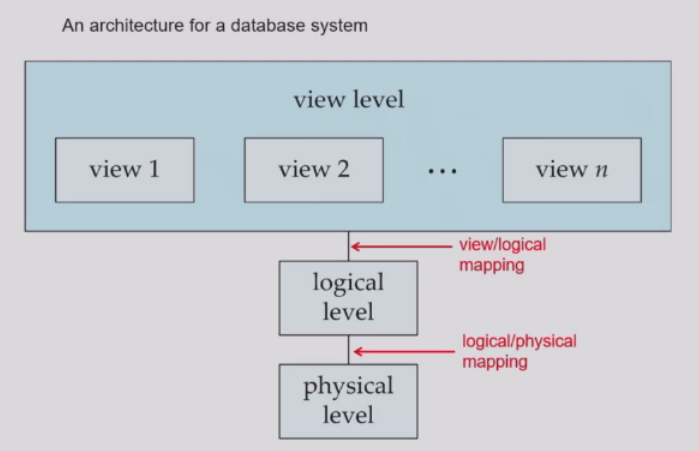 An architecture for a database system
view level
view 1
view 2
...
view n
view/logical
mapping
logical
level
logical/physical
mapping
physical
level